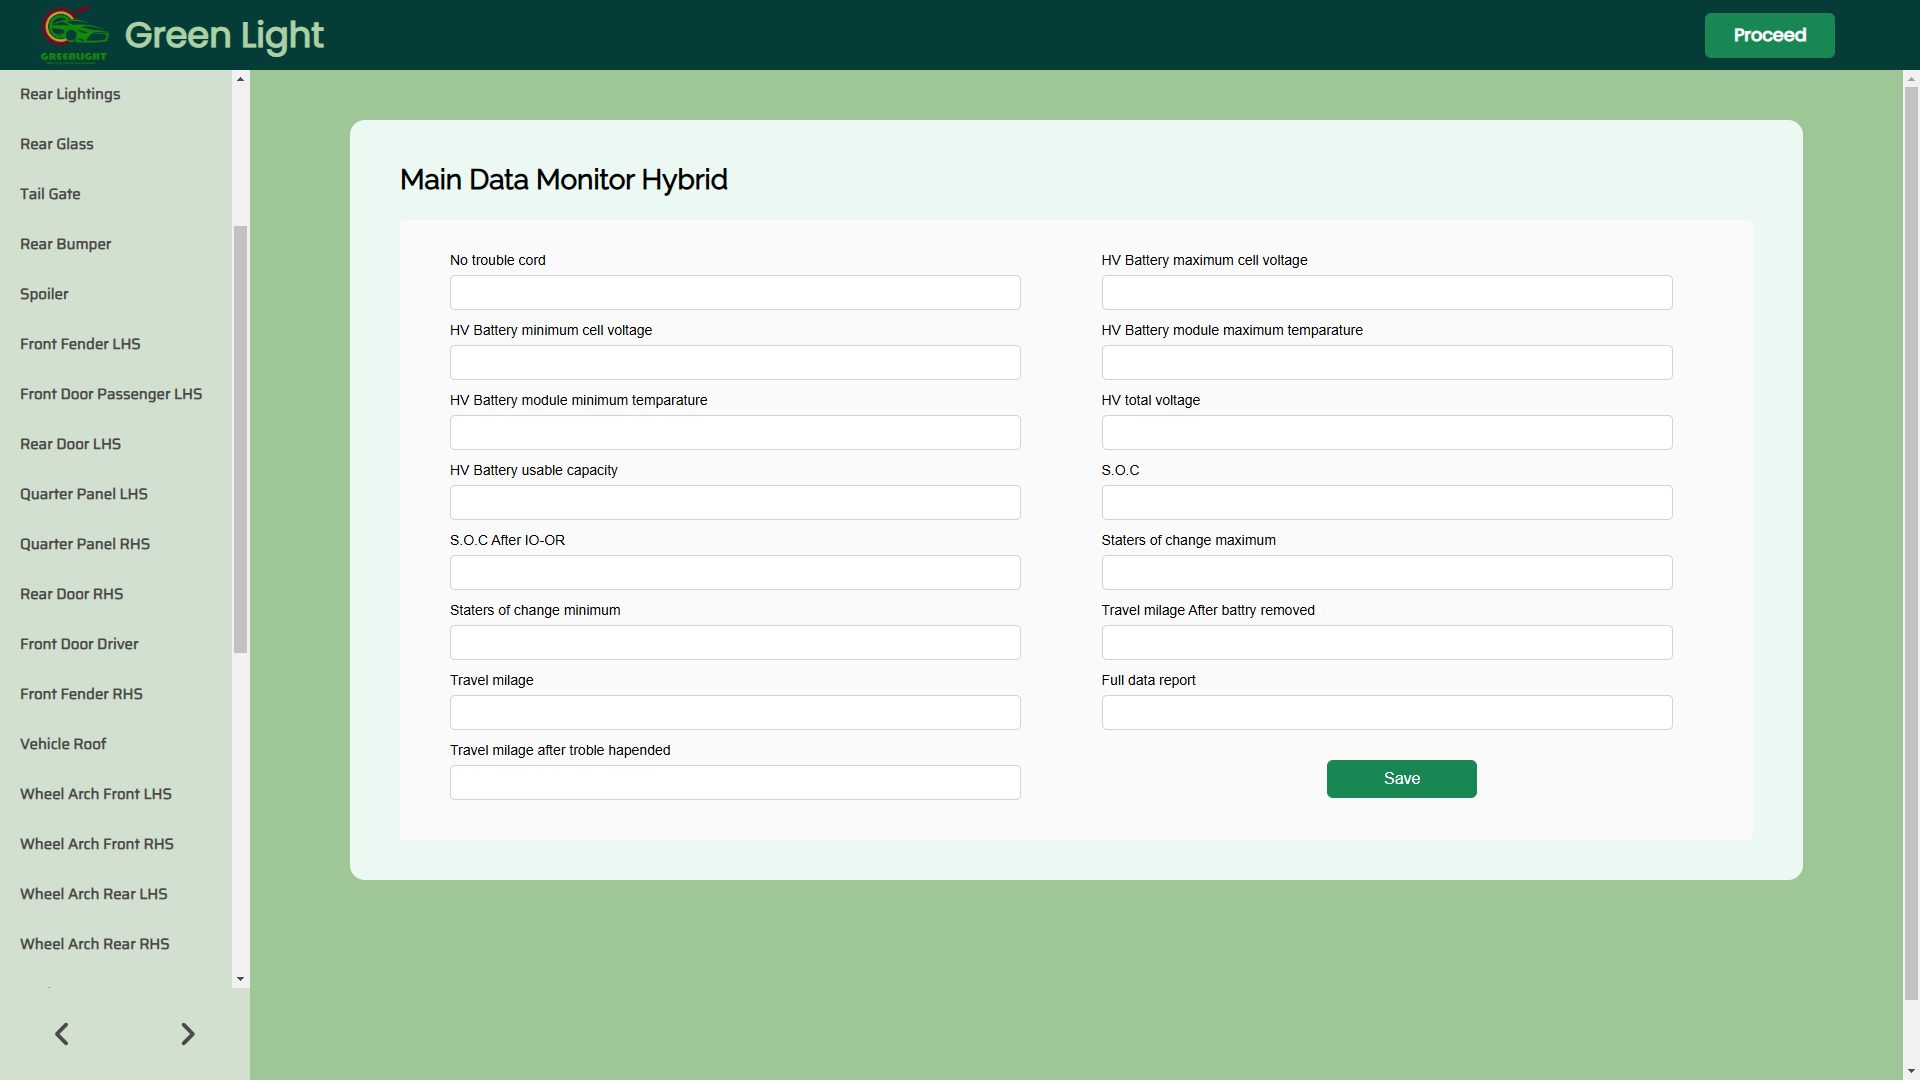 GREENLIGHT
Green Light
Proceed
Rear Lightings
Rear Glass
Tail Gate
Rear Bumper
Spoiler
Front Fender LHS
Front Door Passenger LHS
Rear Door LHS
Quarter Panel LHS
Quarter Panel RHS
Rear Door RHS
Front Door Driver
Front Fender RHS
Vehicle Roof
Wheel Arch Front LHS
Wheel Arch Front RHS
Wheel Arch Rear LHS
Wheel Arch Rear RHS
Main Data Monitor Hybrid
No trouble cord
HV Battery maximum cell voltage
HV Battery minimum cell voltage
HV Battery module maximum temparature
HV Battery module minimum temparature
HV total voltage
HV Battery usable capacity
S.O.C
S.O.C After IO-OR
Staters of change maximum
Staters of change minimum
Travel milage After battry removed
Travel milage
Full data report
Travel milage after troble hapended
Save